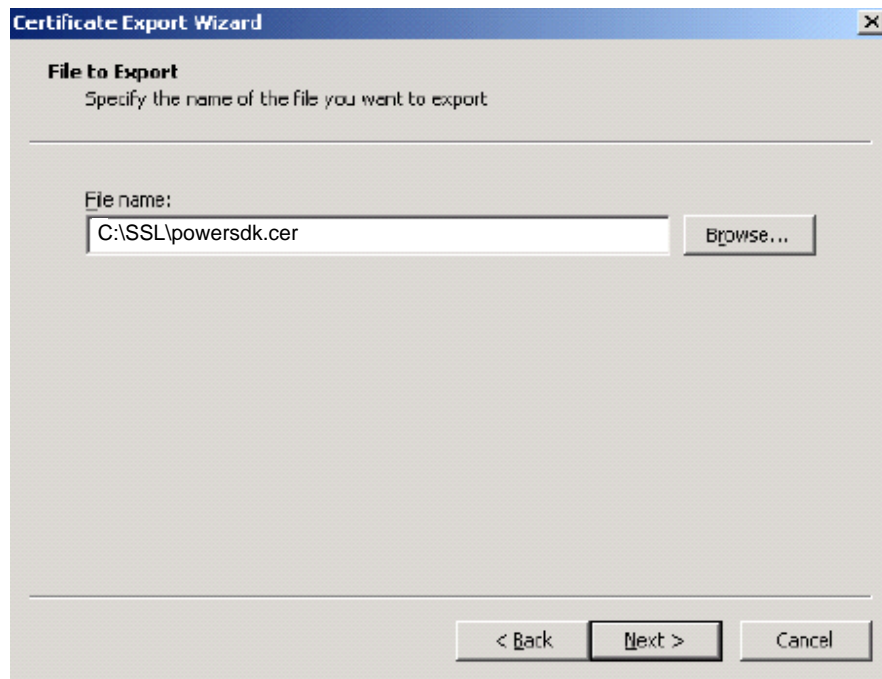 Certificate Export Wizard
File to Export
Specify the name of the file you want to export
File name:
C:\SSL\powersdk.cer
Browse...
< Back
Next >
Cancel